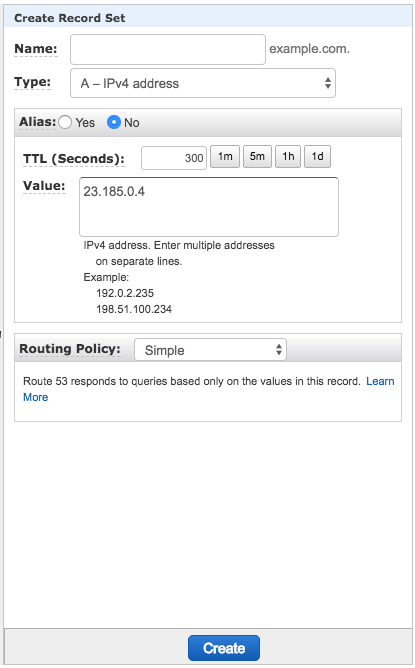 Create Record Set
Name: example.com.
Type: A – IPv4 address
Alias: Yes No
TTL (Seconds): 300 1m 5m 1h 1d
Value: 23.185.0.4
IPv4 address. Enter multiple addresses
on separate lines.
Example:
192.0.2.235
198.51.100.234
Routing Policy: Simple
Route 53 responds to queries based only on the values in this record. Learn
More
Create